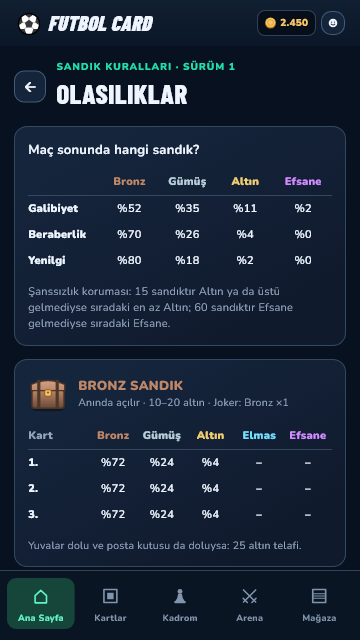 FUTBOL CARD
2.450
SANDIK KURALLARI · SÜRÜM 1
OLASILIKLAR
Maç sonunda hangi sandık?
Bronz Gümüş Altın Efsane
Galibiyet %52 %35 %11 %2
Beraberlik %70 %26 %4 %0
Yenilgi %80 %18 %2 %0
Şanssızlık koruması: 15 sandıktır Altın ya da üstü
gelmediyse sıradaki en az Altın; 60 sandıktır Efsane
gelmediyse sıradaki Efsane.
BRONZ SANDIK
Anında açılır · 10–20 altın · Joker: Bronz ×1
Kart Bronz Gümüş Altın Elmas Efsane
1. %72 %24 %4 – –
2. %72 %24 %4 – –
3. %72 %24 %4 – –
Yuvalar dolu ve posta kutusu da doluysa: 25 altın telafi.
Ana Sayfa Kartlar Kadrom Arena Mağaza